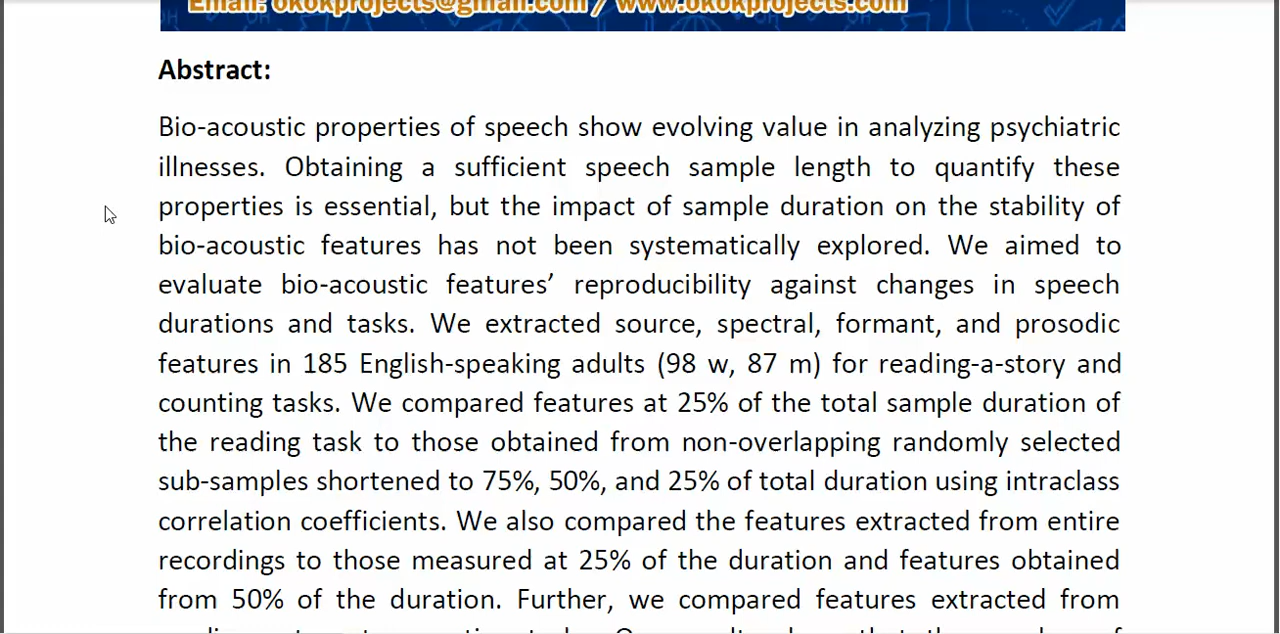 Email: okokprojects@gmail.com / www.okokprojects.com
Abstract:
Bio-acoustic properties of speech show evolving value in analyzing psychiatric
illnesses. Obtaining a sufficient speech sample length to quantify these
properties is essential, but the impact of sample duration on the stability of
bio-acoustic features has not been systematically explored. We aimed to
evaluate bio-acoustic features’ reproducibility against changes in speech
durations and tasks. We extracted source, spectral, formant, and prosodic
features in 185 English-speaking adults (98 w, 87 m) for reading-a-story and
counting tasks. We compared features at 25% of the total sample duration of
the reading task to those obtained from non-overlapping randomly selected
sub-samples shortened to 75%, 50%, and 25% of total duration using intraclass
correlation coefficients. We also compared the features extracted from entire
recordings to those measured at 25% of the duration and features obtained
from 50% of the duration. Further, we compared features extracted from